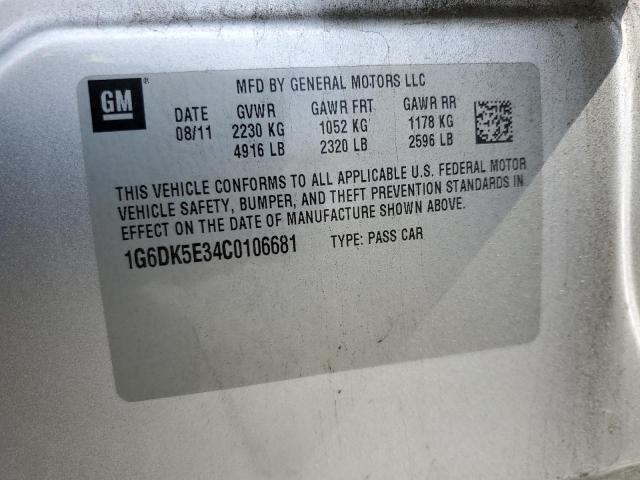 GM ®
MFD BY GENERAL MOTORS LLC
DATE GVWR GAWR FRT GAWR RR
08/11 2230 KG 1052 KG 1178 KG
4916 LB 2320 LB 2596 LB
THIS VEHICLE CONFORMS TO ALL APPLICABLE U.S. FEDERAL MOTOR
VEHICLE SAFETY, BUMPER, AND THEFT PREVENTION STANDARDS IN
EFFECT ON THE DATE OF MANUFACTURE SHOWN ABOVE.
1G6DK5E34C0106681 TYPE: PASS CAR